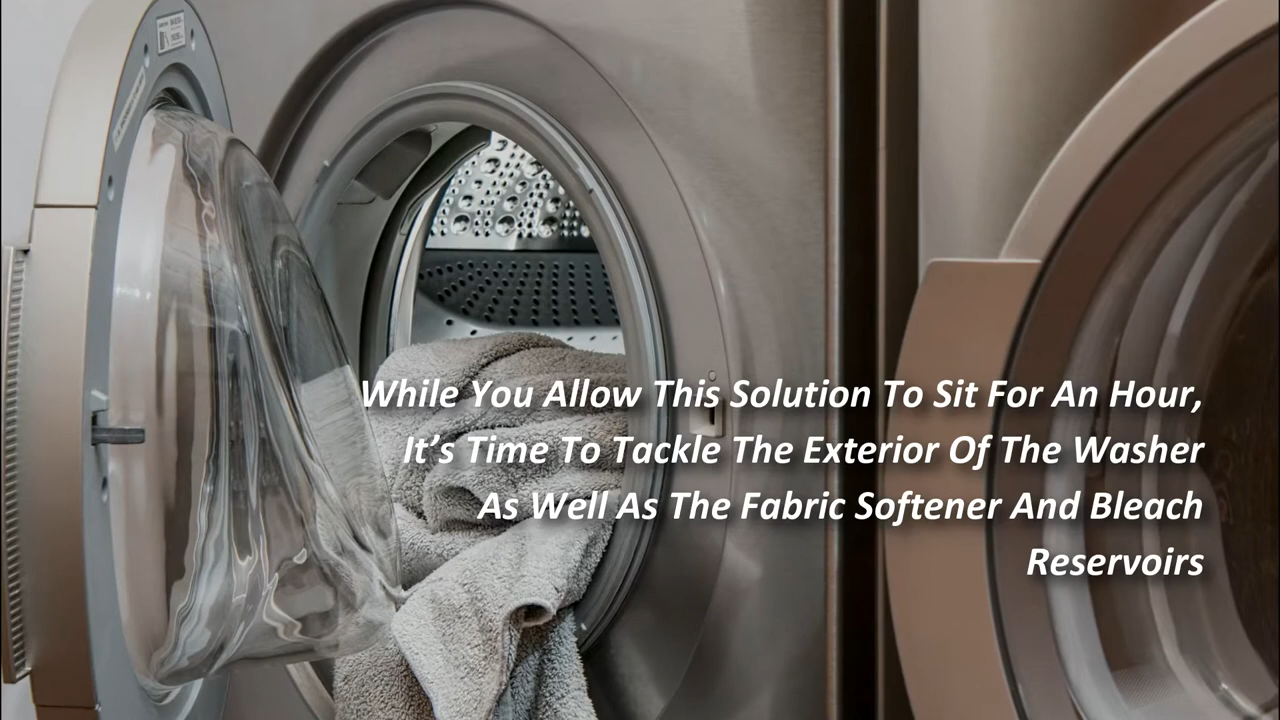 While You Allow This Solution To Sit For An Hour,
It’s Time To Tackle The Exterior Of The Washer
As Well As The Fabric Softener And Bleach
Reservoirs